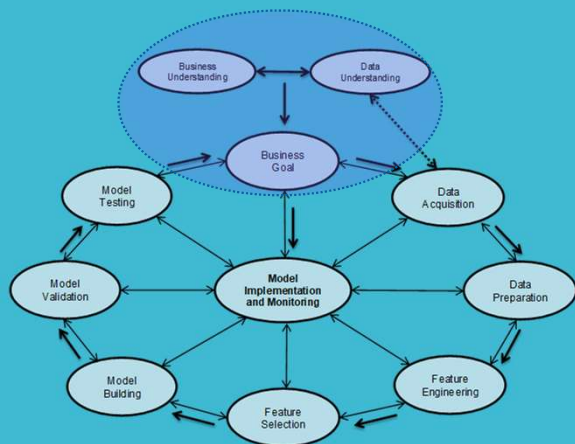 Business
Understanding
Data
Understanding
Business
Goal
Model
Testing
Data
Acquisition
Model
Validation
Model
Implementation
and Monitoring
Data
Preparation
Model
Building
Feature
Engineering
Feature
Selection